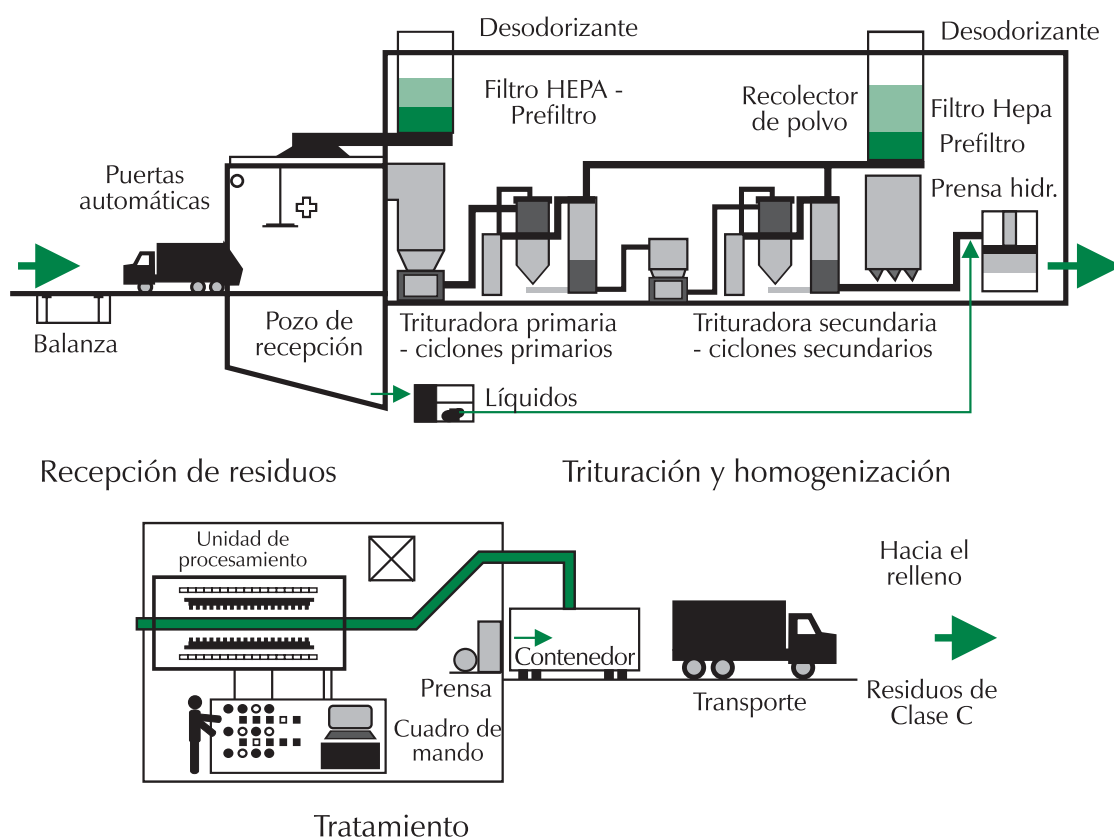 Desodorizante
Desodorizante
Filtro HEPA -
Prefiltro
Recolector
de polvo
Filtro Hepa
Prefiltro
Puertas
automáticas
Prensa hidr.
Balanza
Pozo de
recepción
Trituradora primaria
- ciclones primarios
Trituradora secundaria
- ciclones secundarios
Líquidos
Recepción de residuos
Trituración y homogenización
Unidad de
procesamiento
Hacia el
relleno
Contenedor
Prensa
Transporte
Residuos de
Clase C
Cuadro de
mando
Tratamiento